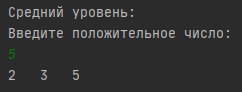 Средний уровень:
Введите положительное число:
5
2 3 5